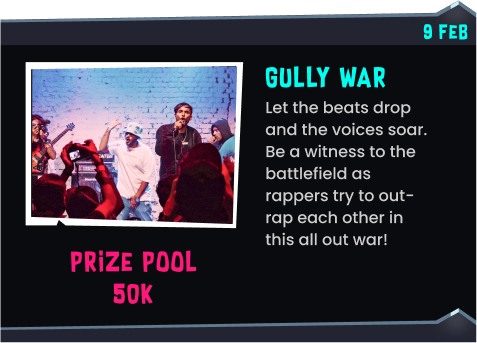 9 FEB
GULLY WAR
Let the beats drop
and the voices soar.
Be a witness to the
battlefield as
rappers try to out-
rap each other in
this all out war!
PRIZE POOL
50K